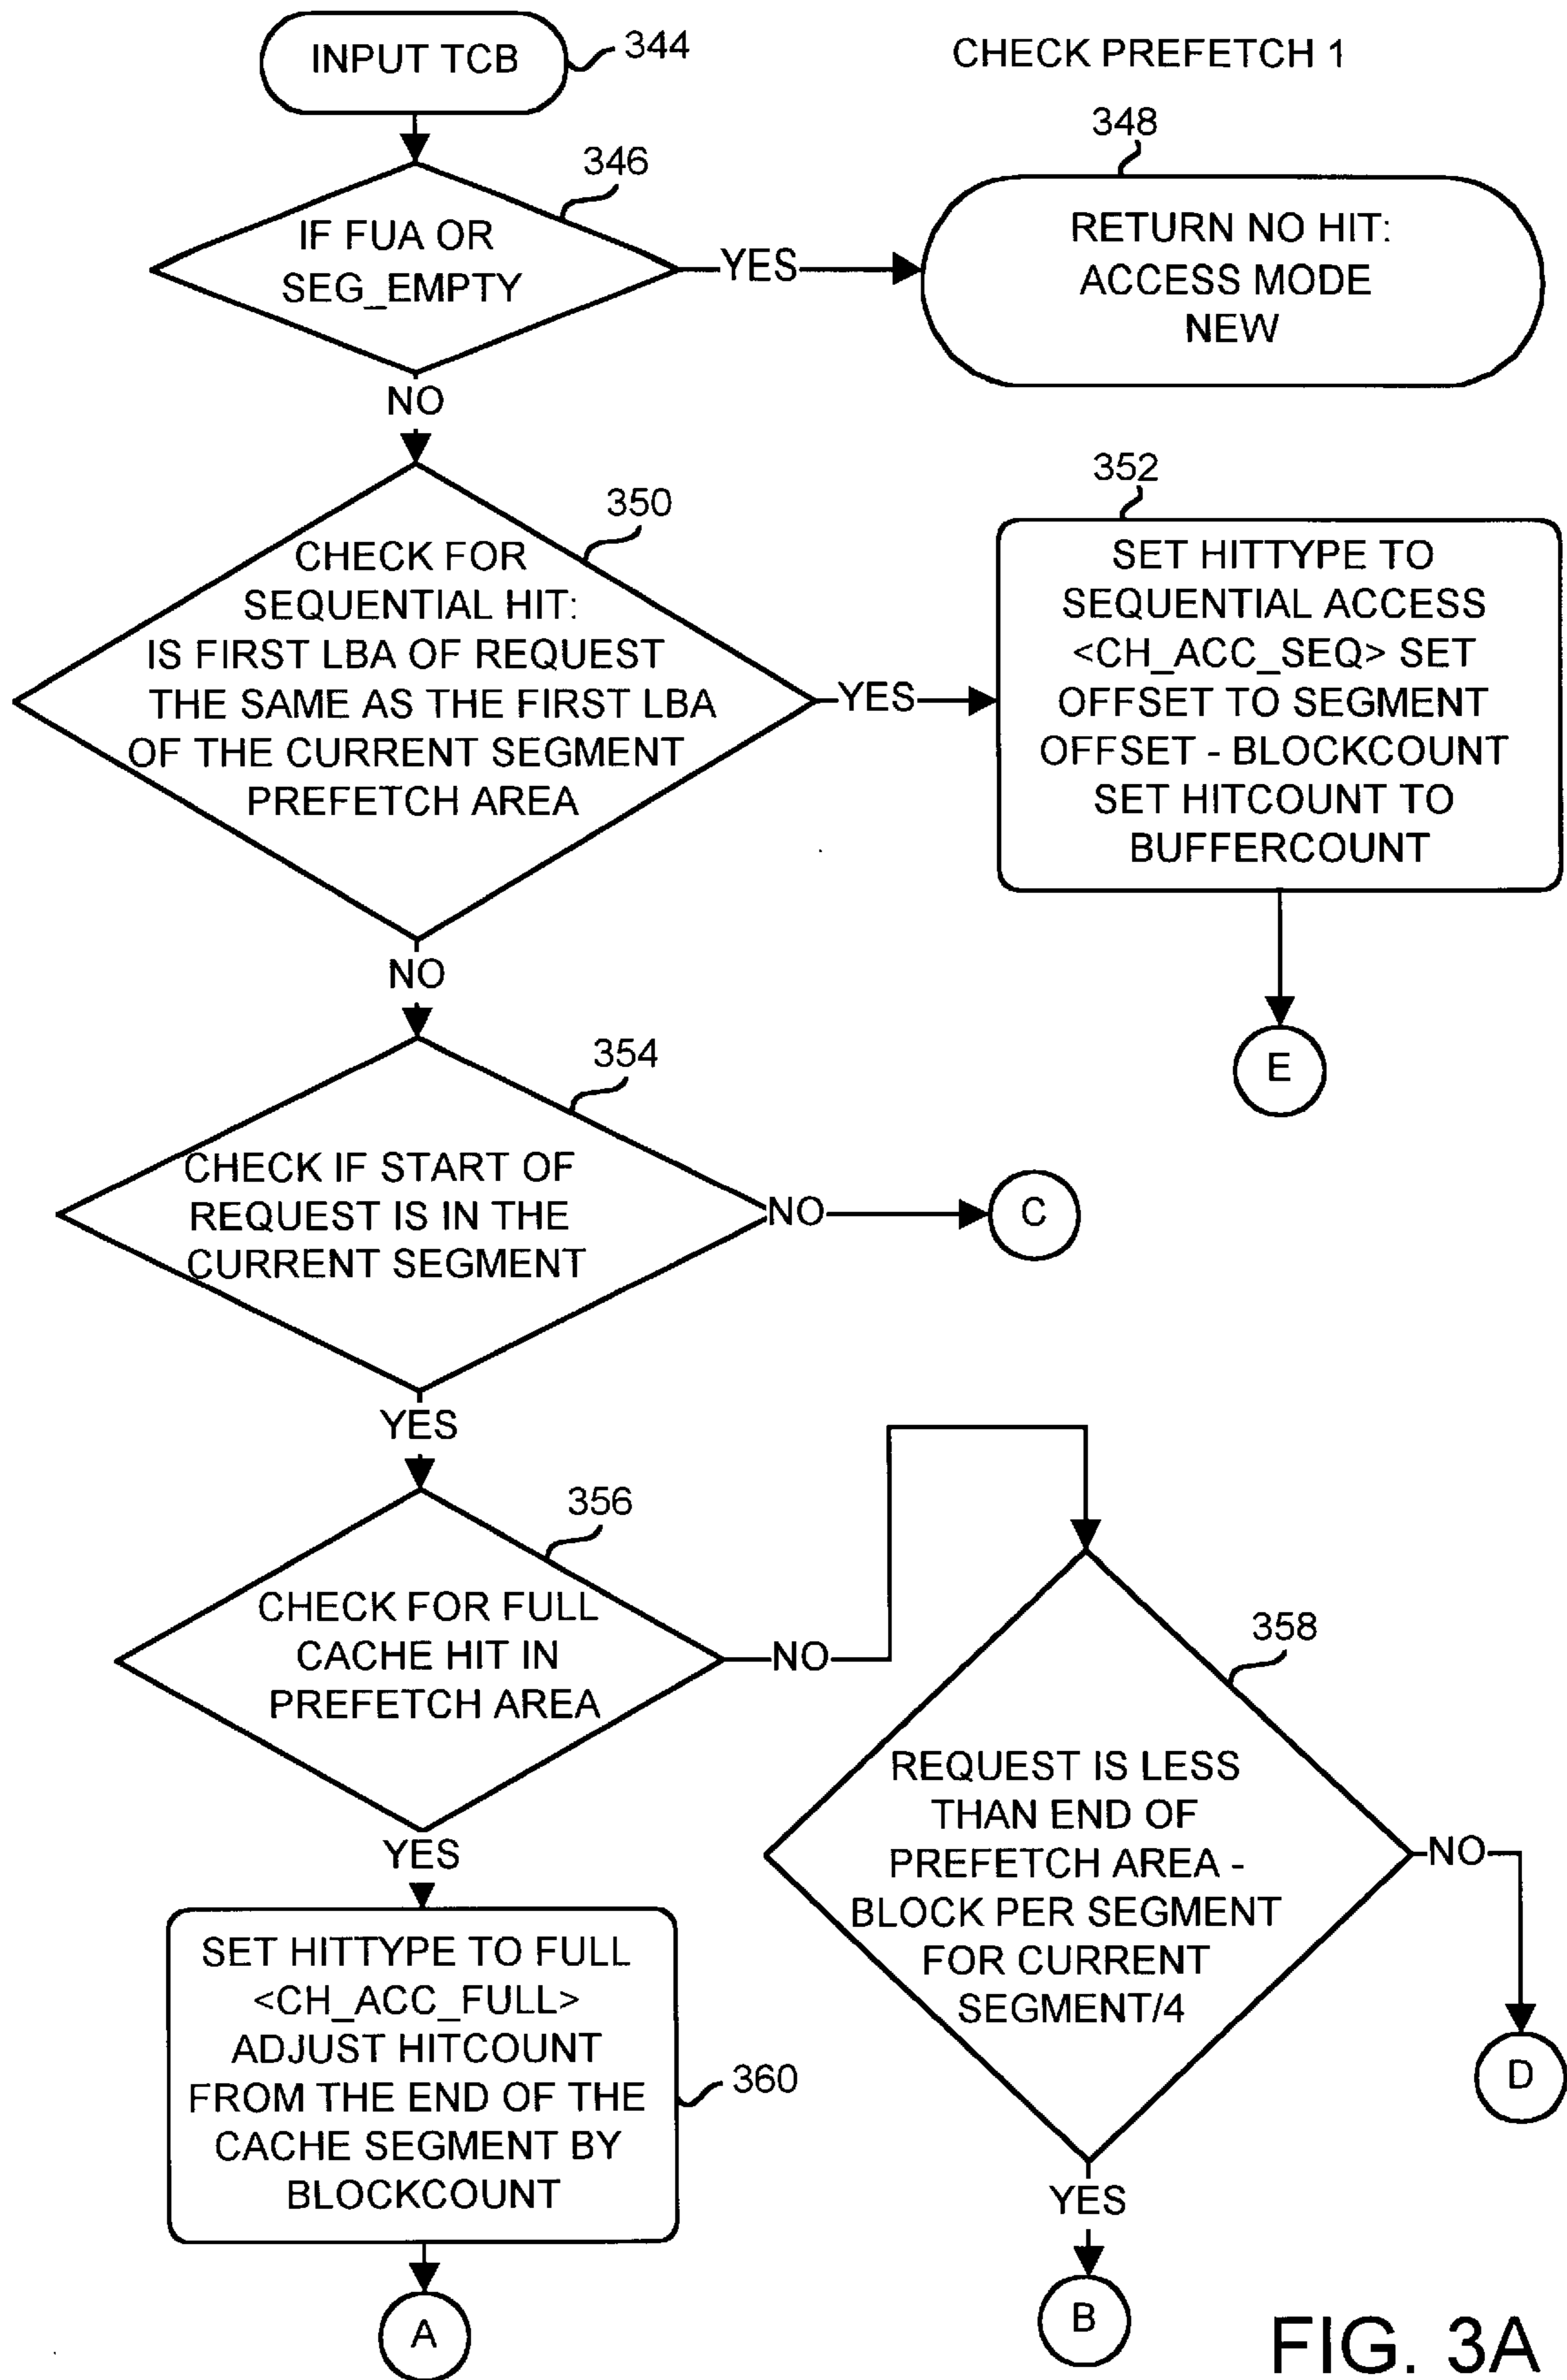 INPUT TCB
344
CHECK PREFETCH 1
346
IF FUA OR
SEG_EMPTY
YES
NO
348
RETURN NO HIT:
ACCESS MODE
NEW
350
CHECK FOR
SEQUENTIAL HIT:
IS FIRST LBA OF REQUEST
THE SAME AS THE FIRST LBA
OF THE CURRENT SEGMENT
PREFETCH AREA
YES
NO
352
SET HITTYPE TO
SEQUENTIAL ACCESS
<CH_ACC_SEQ> SET
OFFSET TO SEGMENT
OFFSET - BLOCKCOUNT
SET HITCOUNT TO
BUFFERCOUNT
E
354
CHECK IF START OF
REQUEST IS IN THE
CURRENT SEGMENT
NO
C
YES
356
CHECK FOR FULL
CACHE HIT IN
PREFETCH AREA
NO
YES
358
REQUEST IS LESS
THAN END OF
PREFETCH AREA -
BLOCK PER SEGMENT
FOR CURRENT
SEGMENT/4
NO
D
YES
B
SET HITTYPE TO FULL
<CH_ACC_FULL>
ADJUST HITCOUNT
FROM THE END OF THE
CACHE SEGMENT BY
BLOCKCOUNT
360
A
FIG. 3A